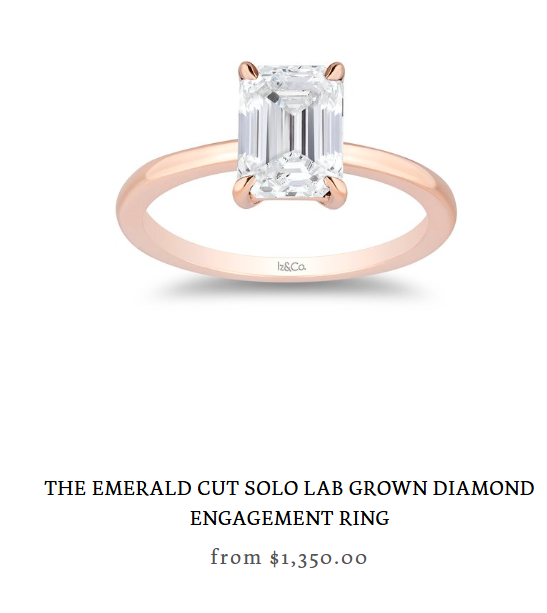 Iz&Co.
THE EMERALD CUT SOLO LAB GROWN DIAMOND
ENGAGEMENT RING
from $1,350.00